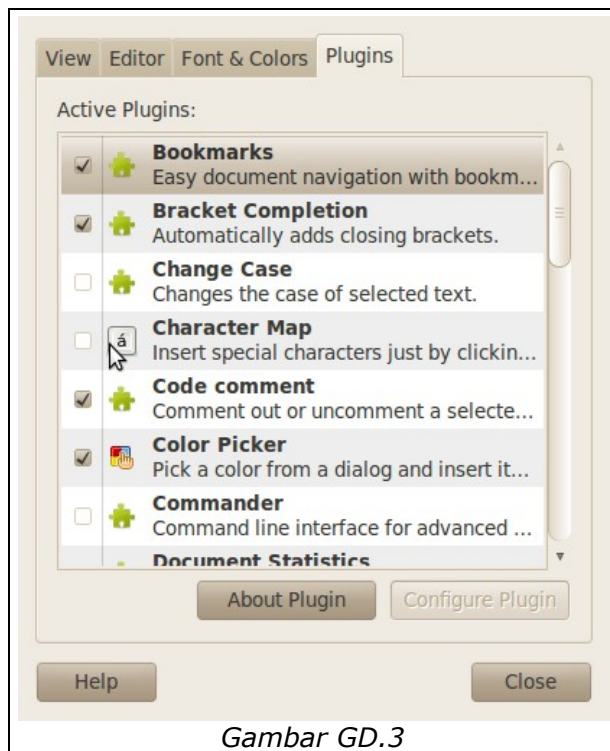 View Editor Font & Colors Plugins
Active Plugins:
Bookmarks
Easy document navigation with bookm...
Bracket Completion
Automatically adds closing brackets.
Change Case
Changes the case of selected text.
á
Character Map
Insert special characters just by clickin...
Code comment
Comment out or uncomment a selecte...
Color Picker
Pick a color from a dialog and insert it...
Commander
Command line interface for advanced ...
Document Statistics
About Plugin Configure Plugin
Help Close
Gambar GD.3